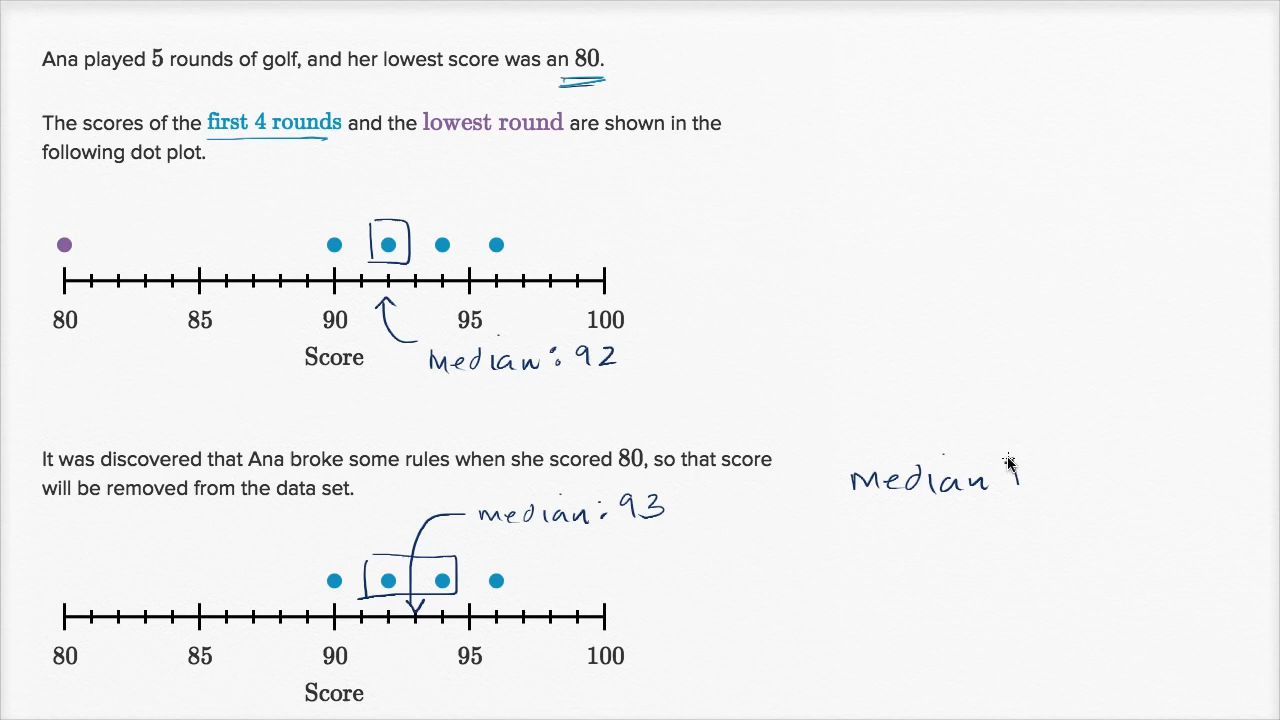 Ana played 5 rounds of golf, and her lowest score was an 80.
The scores of the first 4 rounds and the lowest round are shown in the
following dot plot.
80 85 90 95 100
Score
Median: 92
It was discovered that Ana broke some rules when she scored 80, so that score
will be removed from the data set.
median: 93
Median
80 85 90 95 100
Score